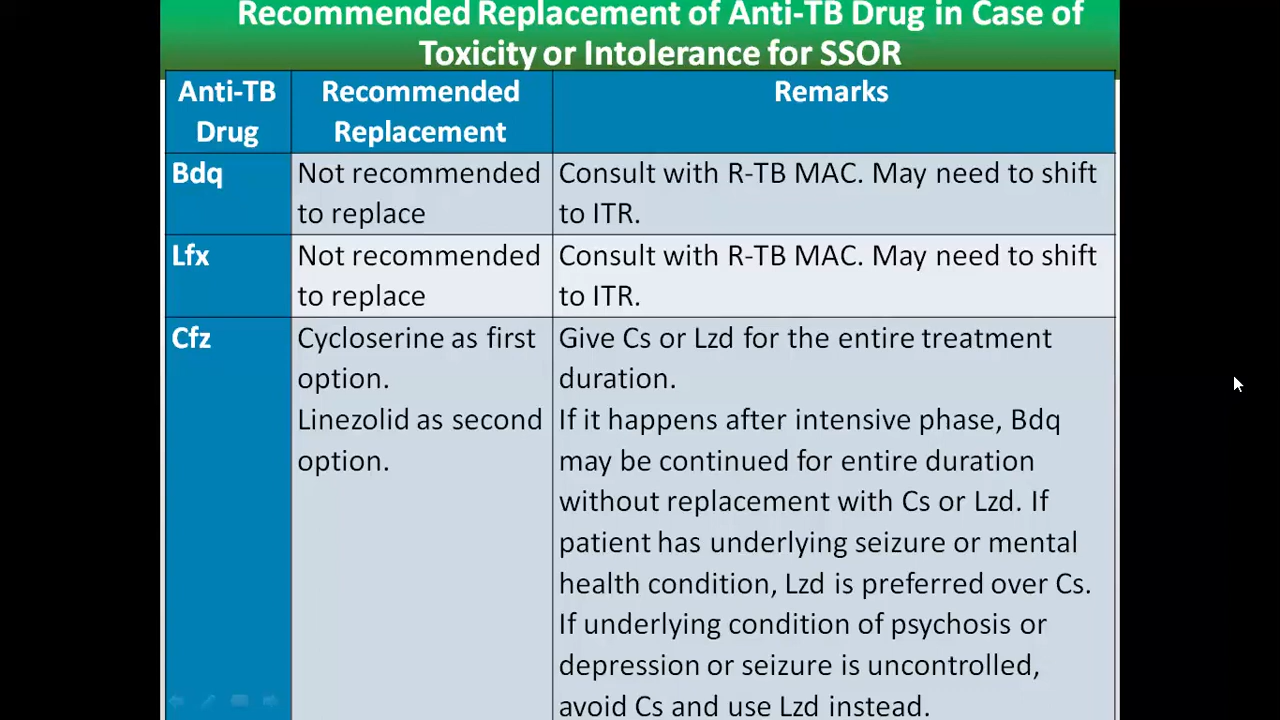 Recommended Replacement of Anti-TB Drug in Case of
Toxicity or Intolerance for SSOR
Anti-TB
Drug
Recommended
Replacement
Remarks
Bdq
Not recommended
to replace
Consult with R-TB MAC. May need to shift
to ITR.
Lfx
Not recommended
to replace
Consult with R-TB MAC. May need to shift
to ITR.
Cfz
Cycloserine as first
option.
Linezolid as second
option.
Give Cs or Lzd for the entire treatment
duration.
If it happens after intensive phase, Bdq
may be continued for entire duration
without replacement with Cs or Lzd. If
patient has underlying seizure or mental
health condition, Lzd is preferred over Cs.
If underlying condition of psychosis or
depression or seizure is uncontrolled,
avoid Cs and use Lzd instead.